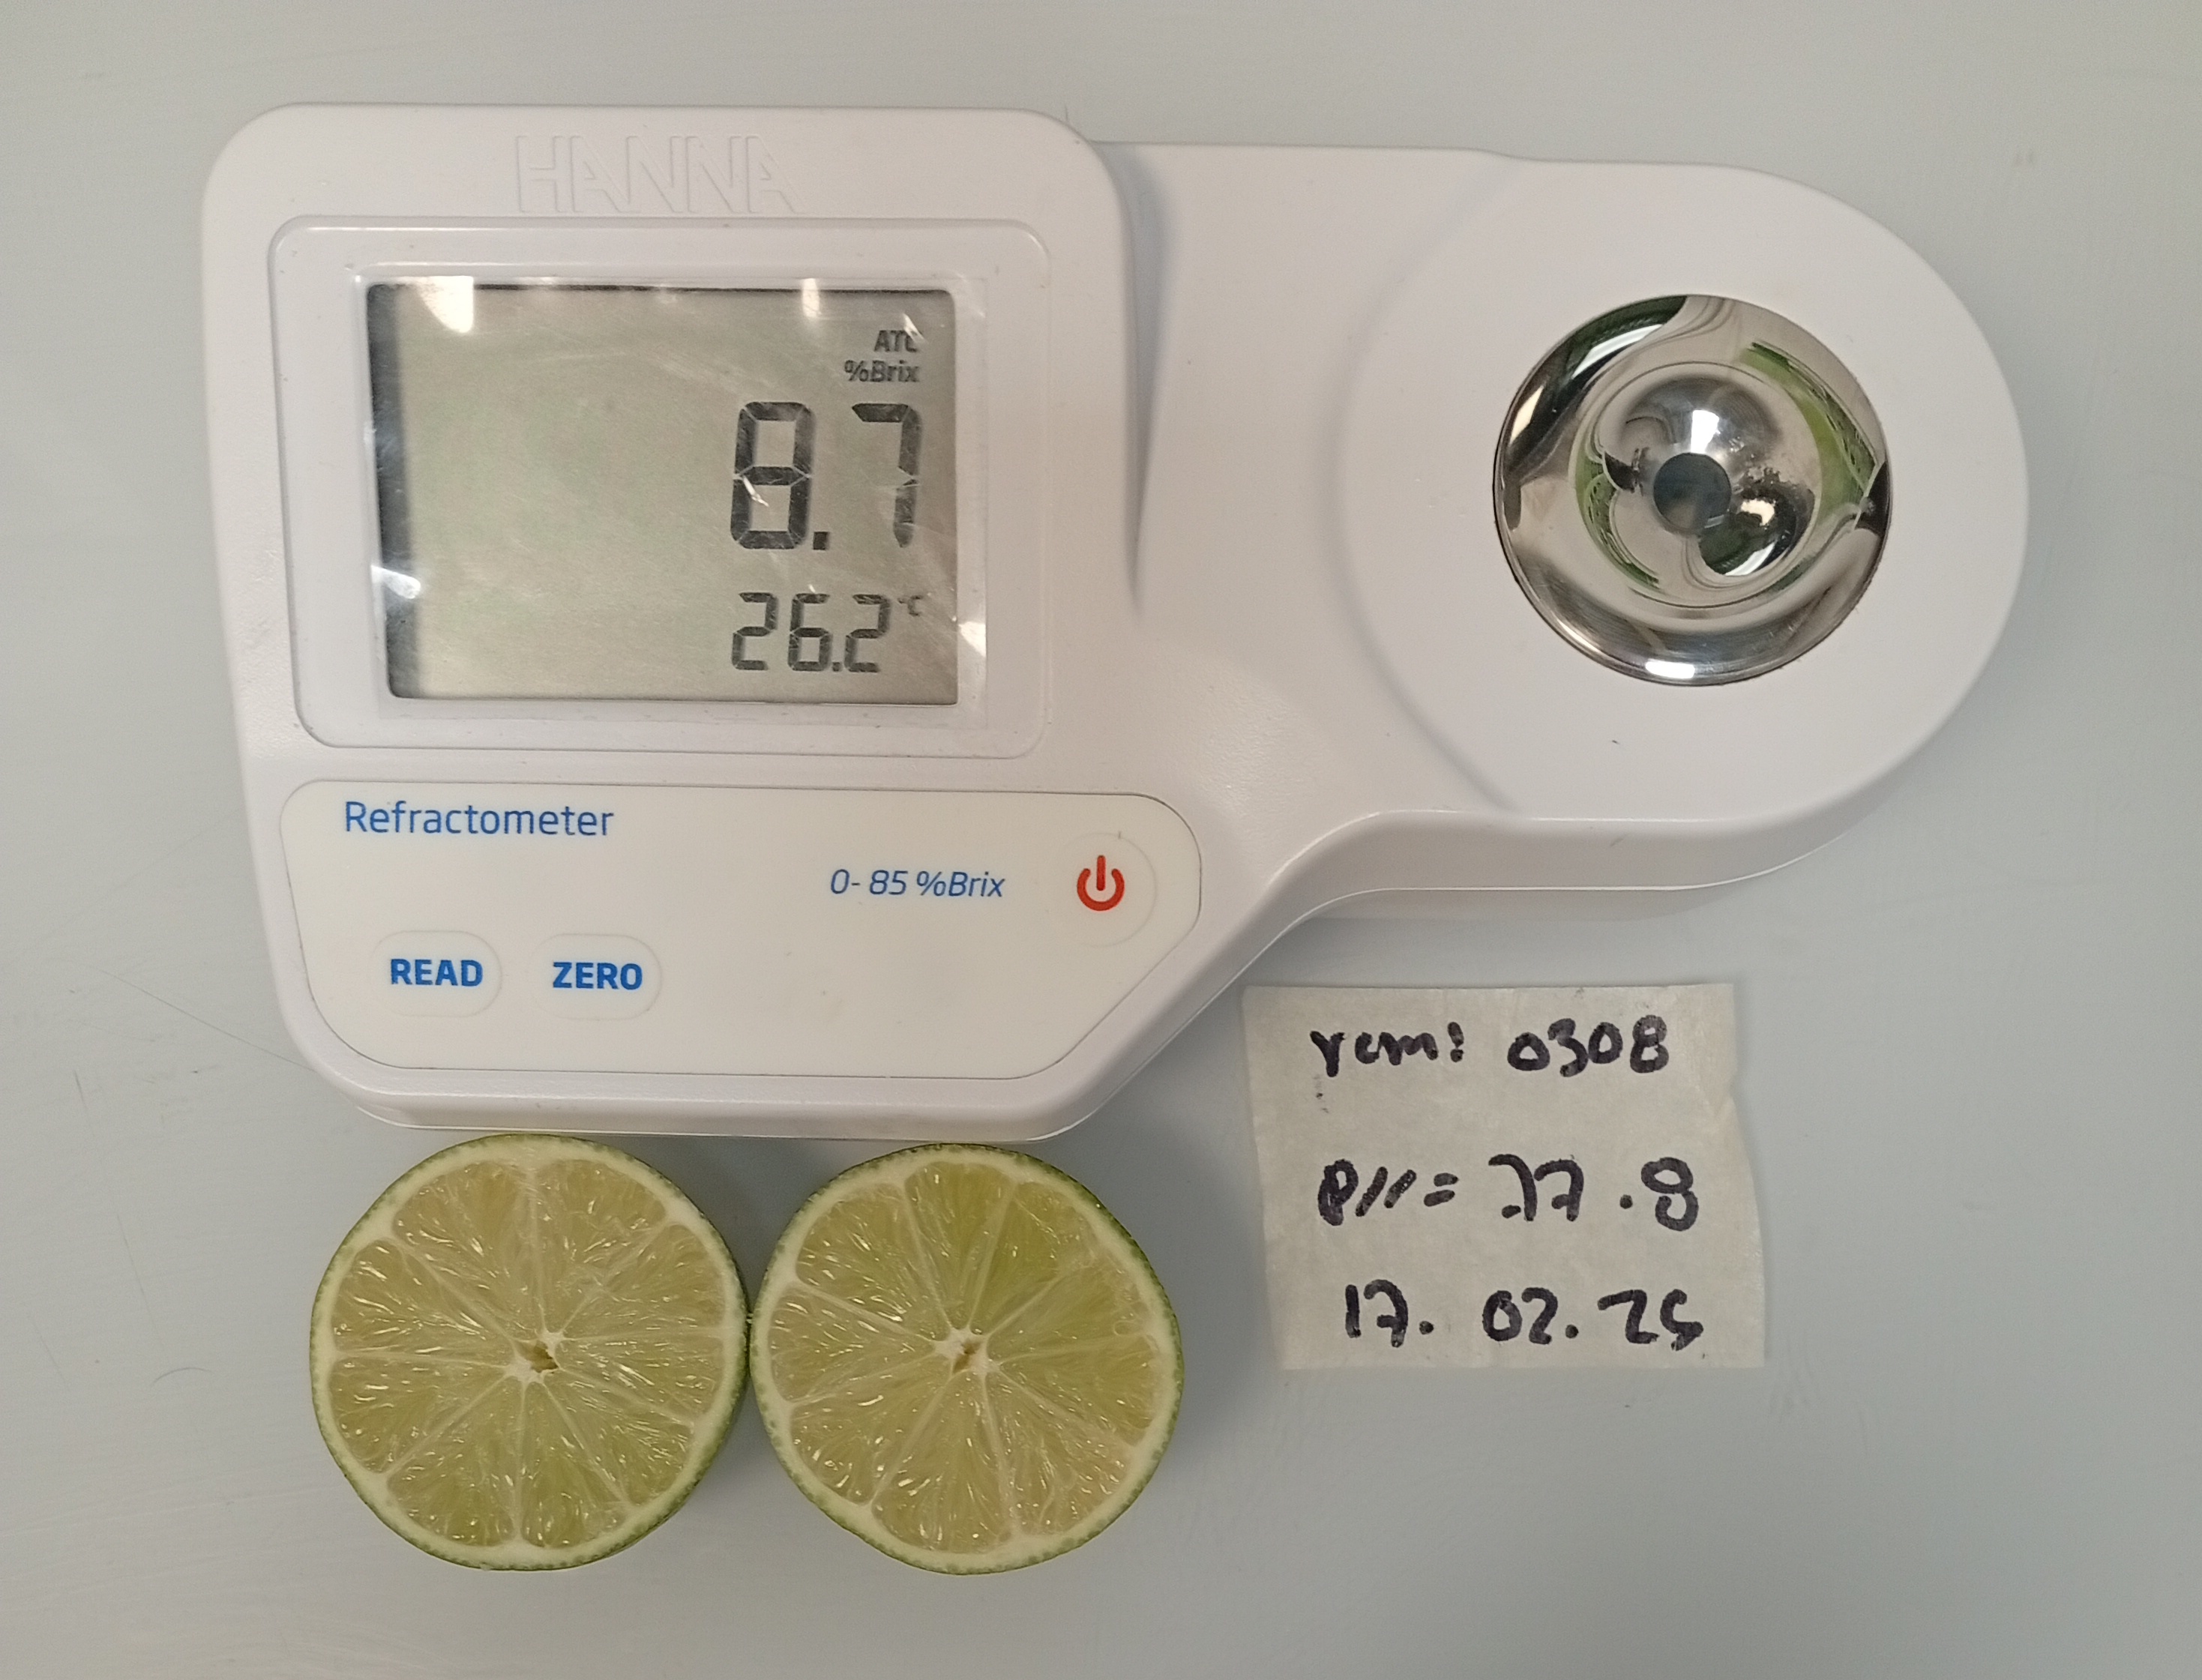 HANNA
ATC
%Brix
8.7
26.2°C
Refractometer
0-85 %Brix
READ
ZERO
rcm: 0308
= 37.8
17.02.25